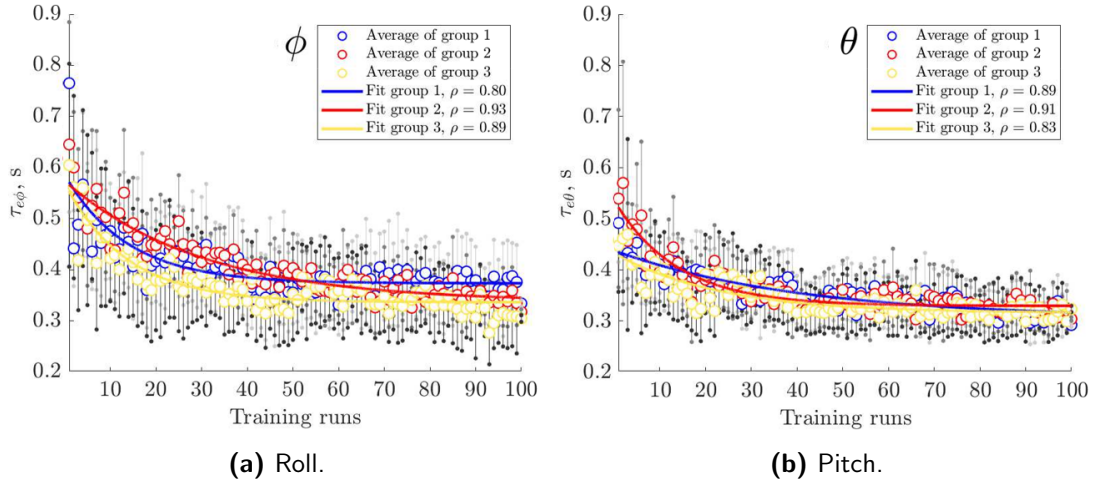 0.9
0.8
0.7
0.6
0.5
0.4
0.3
0.2
τeϕ, s
ϕ
Average of group 1
Average of group 2
Average of group 3
Fit group 1, ρ = 0.80
Fit group 2, ρ = 0.93
Fit group 3, ρ = 0.89
10 20 30 40 50 60 70 80 90 100
Training runs
(a) Roll.
0.9
0.8
0.7
0.6
0.5
0.4
0.3
0.2
τeθ, s
θ
Average of group 1
Average of group 2
Average of group 3
Fit group 1, ρ = 0.89
Fit group 2, ρ = 0.91
Fit group 3, ρ = 0.83
10 20 30 40 50 60 70 80 90 100
Training runs
(b) Pitch.